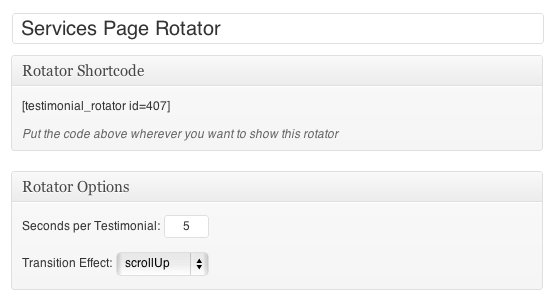 Services Page Rotator
Rotator Shortcode
[testimonial_rotator id=407]
Put the code above wherever you want to show this rotator
Rotator Options
Seconds per Testimonial: 5
Transition Effect: scrollUp